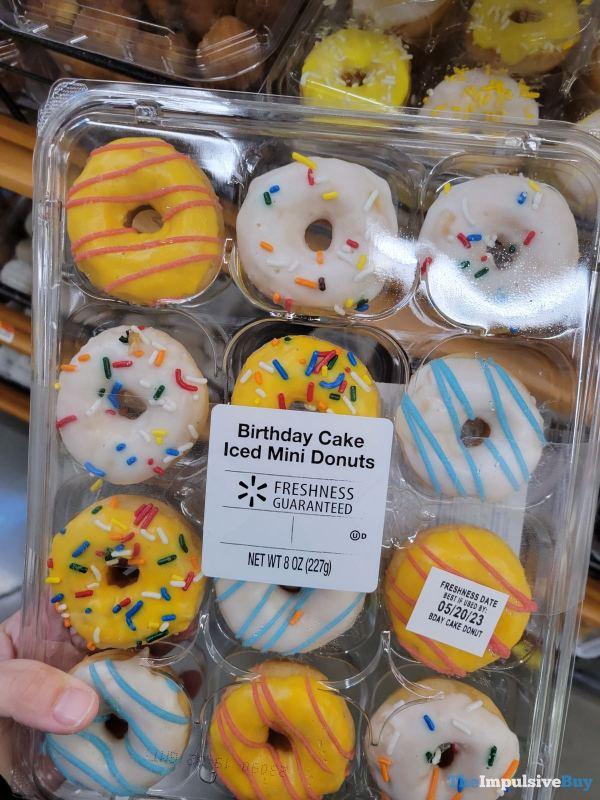 Birthday Cake
Iced Mini Donuts
FRESHNESS
GUARANTEED
UD
NET WT 8 OZ (227g)
FRESHNESS DATE
BEST IF USED BY:
05/20/23
BDAY CAKE DONUT
TheImpulsiveBuy